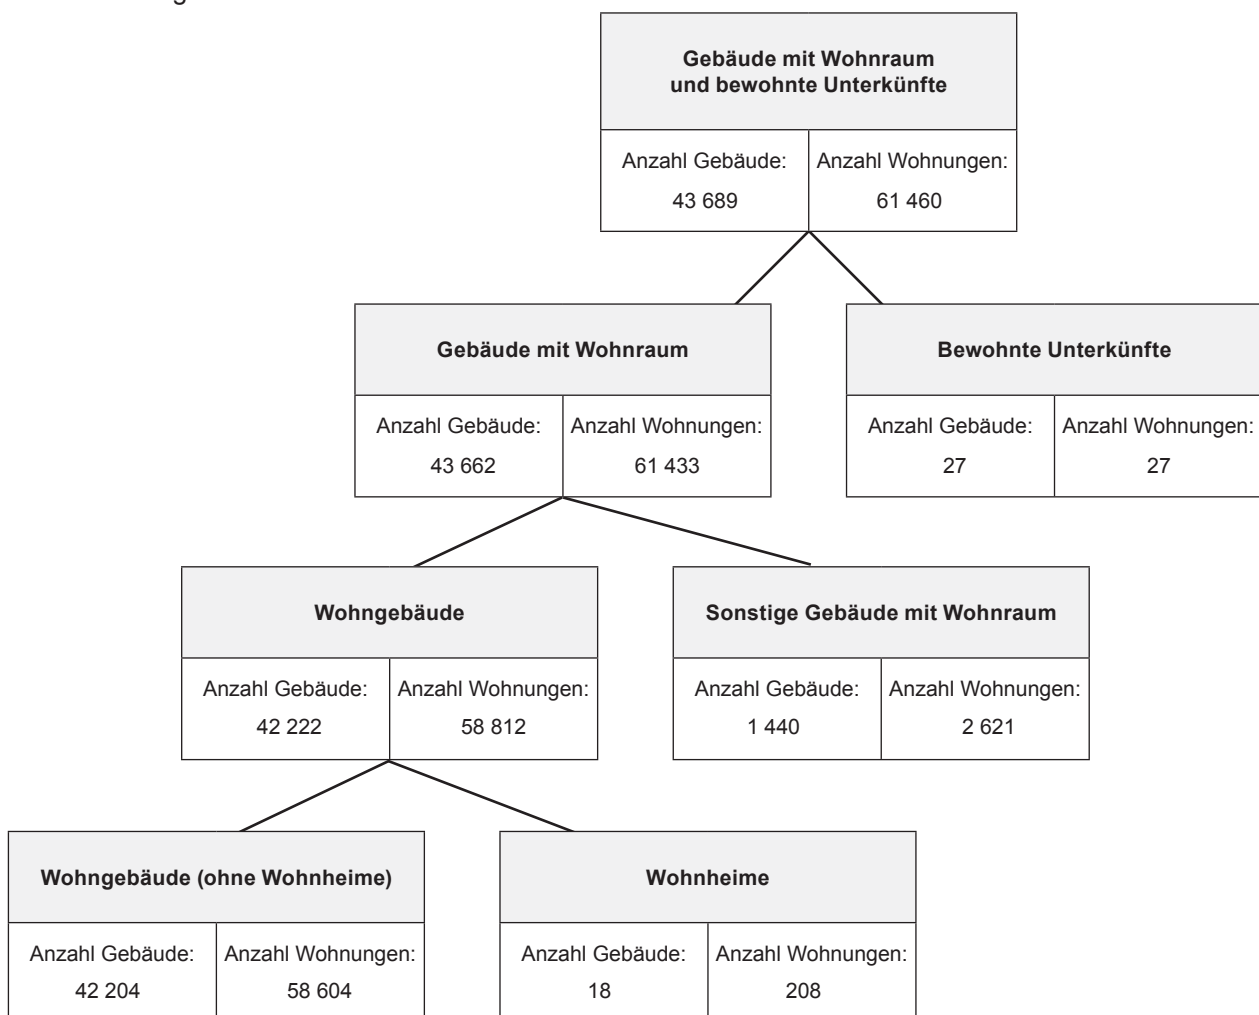 Gebäude mit Wohnraum
und bewohnte Unterkünfte
Anzahl Gebäude: Anzahl Wohnungen:
43 689 61 460
Gebäude mit Wohnraum Bewohnte Unterkünfte
Anzahl Gebäude: Anzahl Wohnungen: Anzahl Gebäude: Anzahl Wohnungen:
43 662 61 433 27 27
Wohngebäude Sonstige Gebäude mit Wohnraum
Anzahl Gebäude: Anzahl Wohnungen: Anzahl Gebäude: Anzahl Wohnungen:
42 222 58 812 1 440 2 621
Wohngebäude (ohne Wohnheime) Wohnheime
Anzahl Gebäude: Anzahl Wohnungen: Anzahl Gebäude: Anzahl Wohnungen:
42 204 58 604 18 208